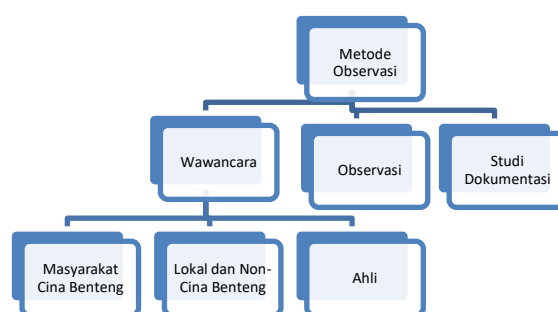 Metode
Observasi
Wawancara
Observasi
Studi
Dokumentasi
Masyarakat
Cina Benteng
Lokal dan Non-
Cina Benteng
Ahli